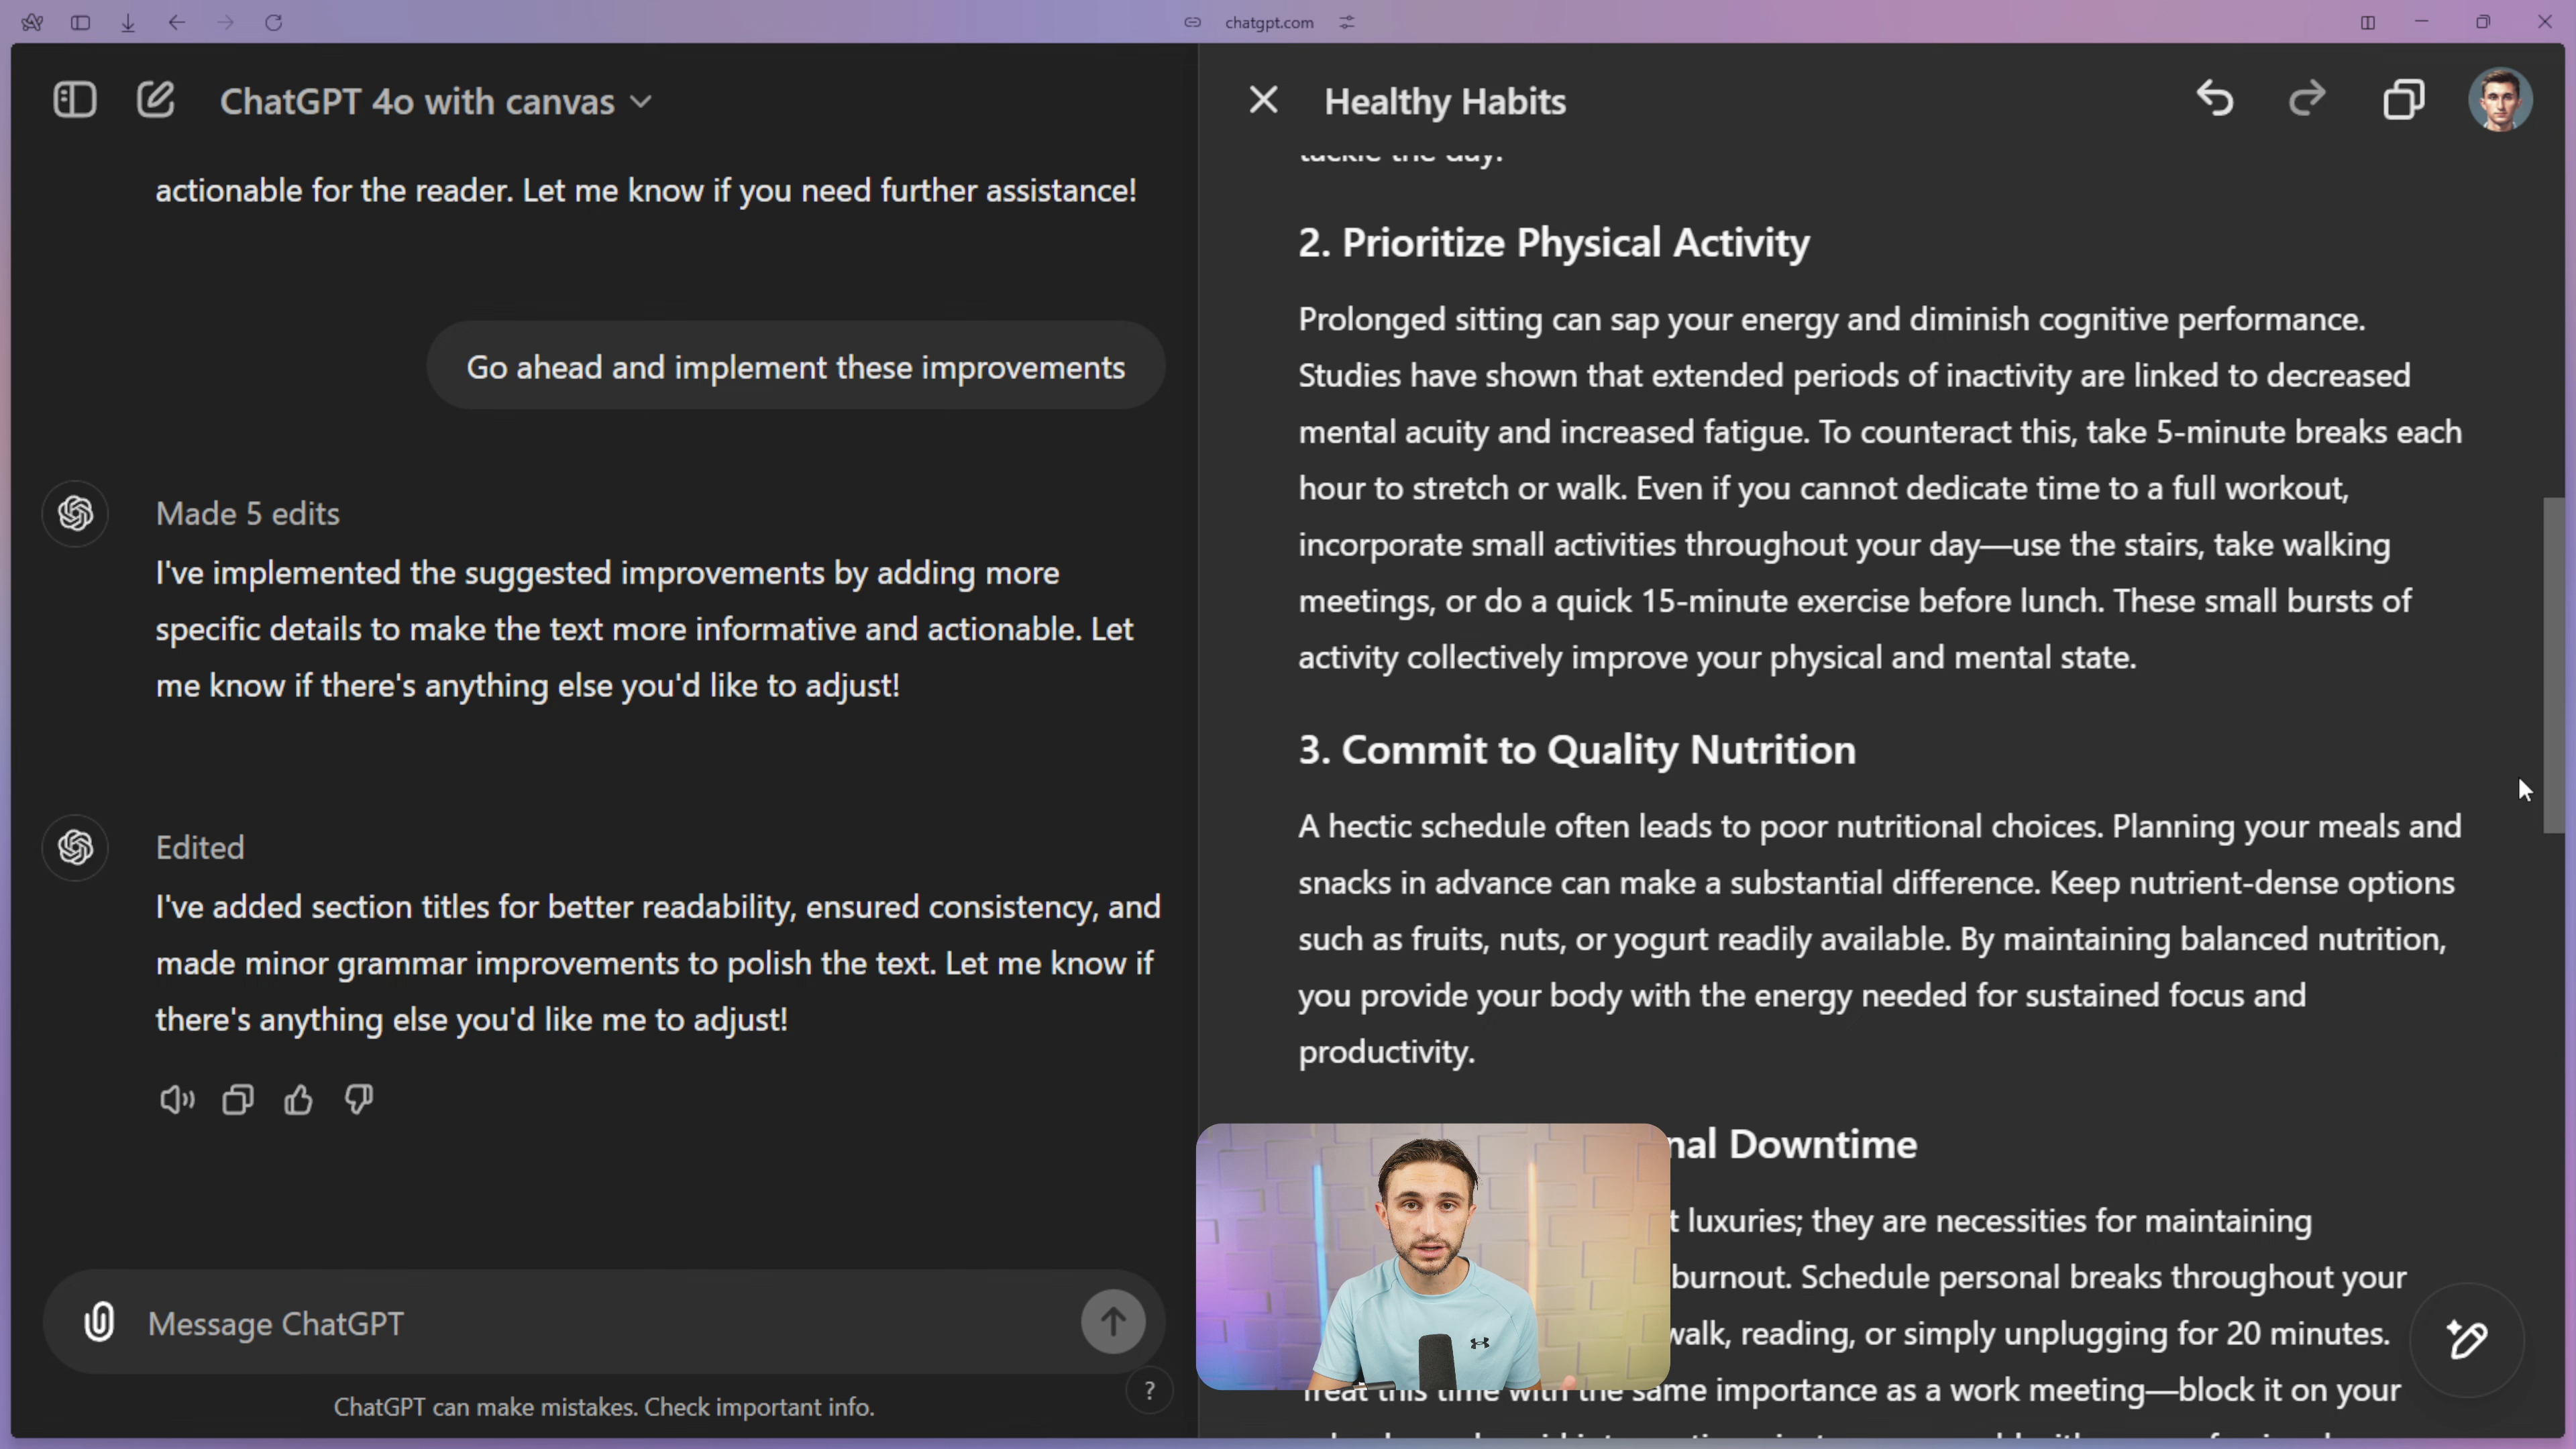 chatgpt.com
ChatGPT 4o with canvas
actionable for the reader. Let me know if you need further assistance!
Go ahead and implement these improvements
Made 5 edits
I've implemented the suggested improvements by adding more
specific details to make the text more informative and actionable. Let
me know if there's anything else you'd like to adjust!
Edited
I've added section titles for better readability, ensured consistency, and
made minor grammar improvements to polish the text. Let me know if
there's anything else you'd like me to adjust!
Message ChatGPT
ChatGPT can make mistakes. Check important info.
?
Healthy Habits
tackle the day.
2. Prioritize Physical Activity
Prolonged sitting can sap your energy and diminish cognitive performance.
Studies have shown that extended periods of inactivity are linked to decreased
mental acuity and increased fatigue. To counteract this, take 5-minute breaks each
hour to stretch or walk. Even if you cannot dedicate time to a full workout,
incorporate small activities throughout your day—use the stairs, take walking
meetings, or do a quick 15-minute exercise before lunch. These small bursts of
activity collectively improve your physical and mental state.
3. Commit to Quality Nutrition
A hectic schedule often leads to poor nutritional choices. Planning your meals and
snacks in advance can make a substantial difference. Keep nutrient-dense options
such as fruits, nuts, or yogurt readily available. By maintaining balanced nutrition,
you provide your body with the energy needed for sustained focus and
productivity.
nal Downtime
t luxuries; they are necessities for maintaining
burnout. Schedule personal breaks throughout your
walk, reading, or simply unplugging for 20 minutes.
Treat this time with the same importance as a work meeting—block it on your